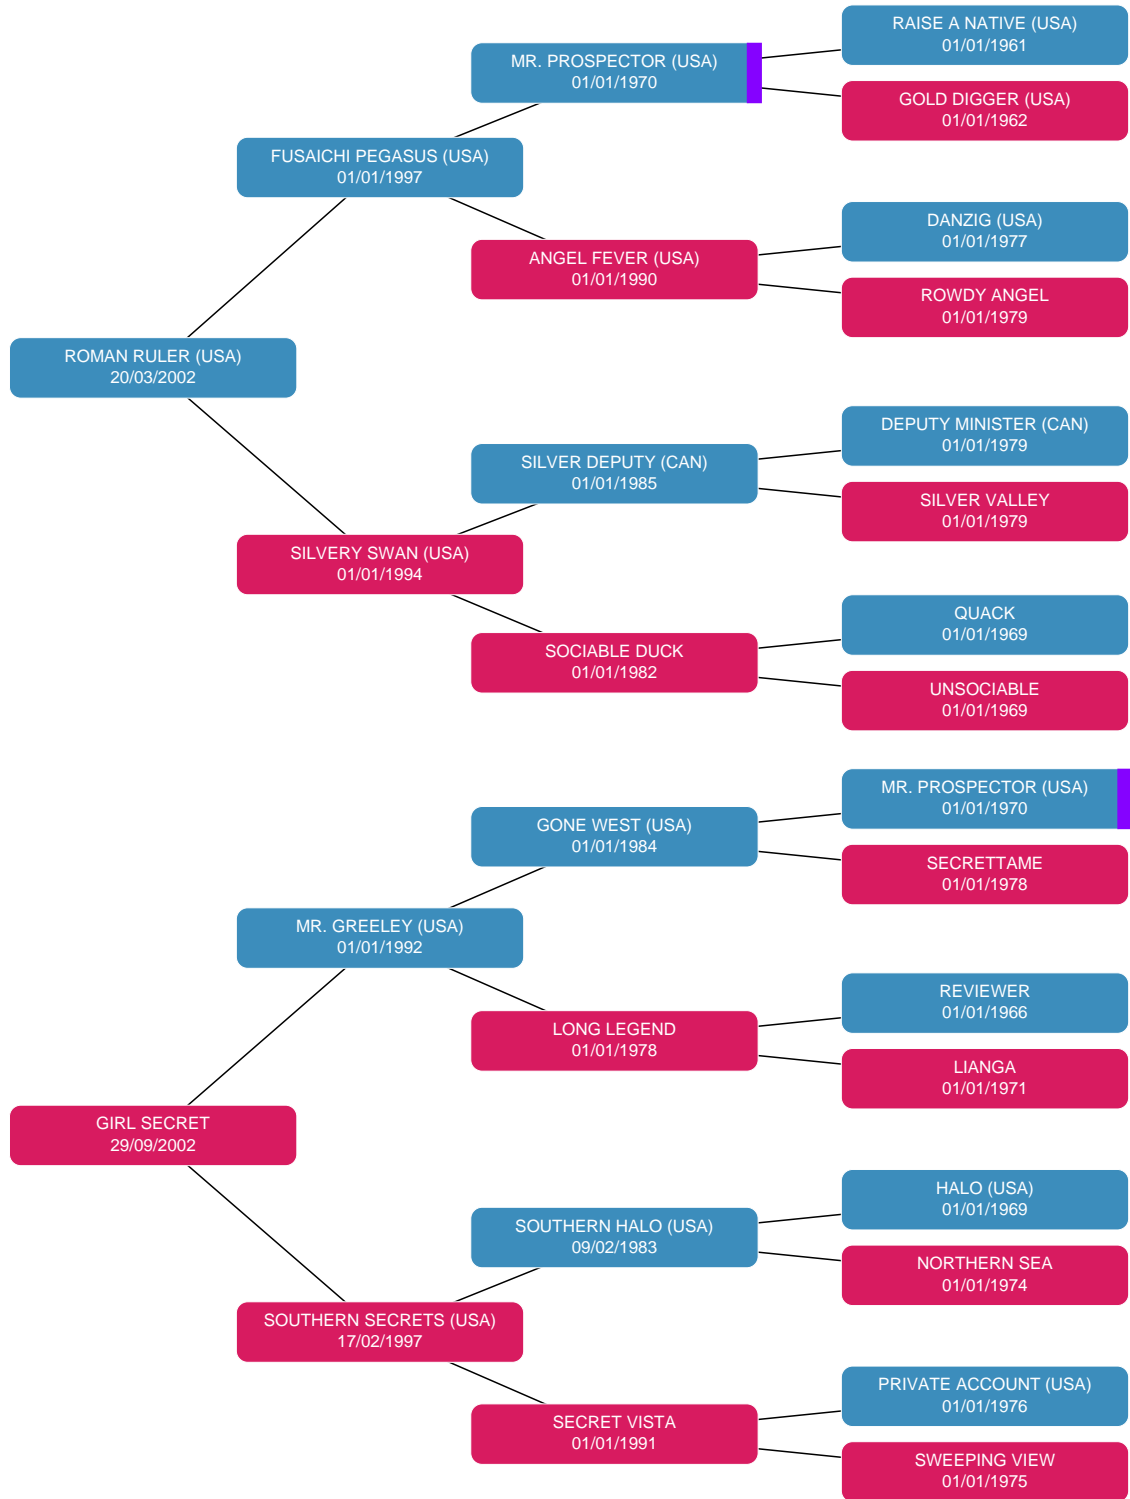 RAISE A NATIVE (USA)
01/01/1961
MR. PROSPECTOR (USA)
01/01/1970
GOLD DIGGER (USA)
01/01/1962
FUSAICHI PEGASUS (USA)
01/01/1997
DANZIG (USA)
01/01/1977
ANGEL FEVER (USA)
01/01/1990
ROWDY ANGEL
01/01/1979
ROMAN RULER (USA)
20/03/2002
DEPUTY MINISTER (CAN)
01/01/1979
SILVER DEPUTY (CAN)
01/01/1985
SILVER VALLEY
01/01/1979
SILVERY SWAN (USA)
01/01/1994
QUACK
01/01/1969
SOCIABLE DUCK
01/01/1982
UNSOCIABLE
01/01/1969
MR. PROSPECTOR (USA)
01/01/1970
GONE WEST (USA)
01/01/1984
SECRETTAME
01/01/1978
MR. GREELEY (USA)
01/01/1992
REVIEWER
01/01/1966
LONG LEGEND
01/01/1978
LIANGA
01/01/1971
GIRL SECRET
29/09/2002
HALO (USA)
01/01/1969
SOUTHERN HALO (USA)
09/02/1983
NORTHERN SEA
01/01/1974
SOUTHERN SECRETS (USA)
17/02/1997
PRIVATE ACCOUNT (USA)
01/01/1976
SECRET VISTA
01/01/1991
SWEEPING VIEW
01/01/1975